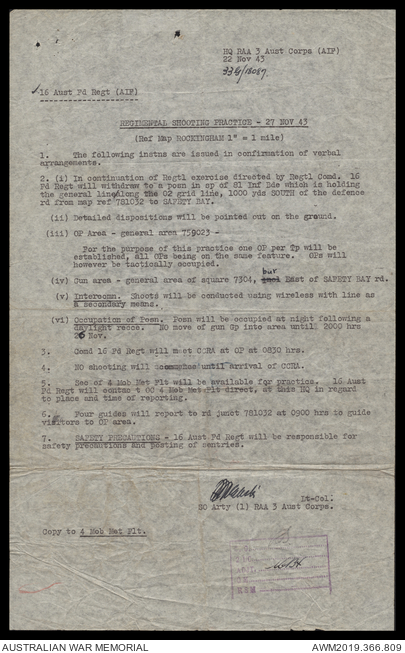 HQ RAA 3 Aust Corps (AIF)
22 Nov 43
16 Aust Fd Regt (AIF)
REGIMENTAL SHOOTING PRACTICE - 27 NOV 43
(Ref Map ROCKINGHAM 1" = 1 mile)
1. The following instns are issued in confirmation of verbal
arrangements.
2. (i) In continuation of Regtl exercise directed by Regtl Comd. 16
Fd Regt will withdraw to a posn in sp of 81 Inf Bde which is holding
the general line along the 02 grid line, 1000 yds SOUTH of the defence
rd from map ref 781032 to SAFETY BAY.
(ii) Detailed dispositions will be pointed out on the ground.
(iii) OP Area - general area 759023 -
For the purpose of this practice one OP per Tp will be
established, all OPs being on the same feature. OPs will
however be tactically occupied.
(iv) Gun area - general area of square 7304, but East of SAFETY BAY rd.
(v) Intercomn. Shoots will be conducted using wireless with line as
a secondary means.
(vi) Occupation of Posn. Posn will be occupied at night following a
daylight recce. No move of gun Gp into area until 2000 hrs
26 Nov.
3. Comd 16 Fd Regt will meet CCRA at OP at 0830 hrs.
4. No shooting will commence until arrival of CCRA.
5. Sec of 4 Mob Met Flt will be available for practice. 16 Aust
Fd Regt will contact OC 4 Mob Met Flt direct, at this HQ in regard
to place and time of reporting.
6. Four guides will report to rd junct 781032 at 0900 hrs to guide
visitors to OP area.
7. SAFETY PRECAUTIONS - 16 Aust Fd Regt will be responsible for
safety precautions and posting of sentries.
Lt-Col.
SO Arty (1) RAA 3 Aust Corps.
Copy to 4 Mob Met Flt.
AUSTRALIAN WAR MEMORIAL
AWM2019.366.809